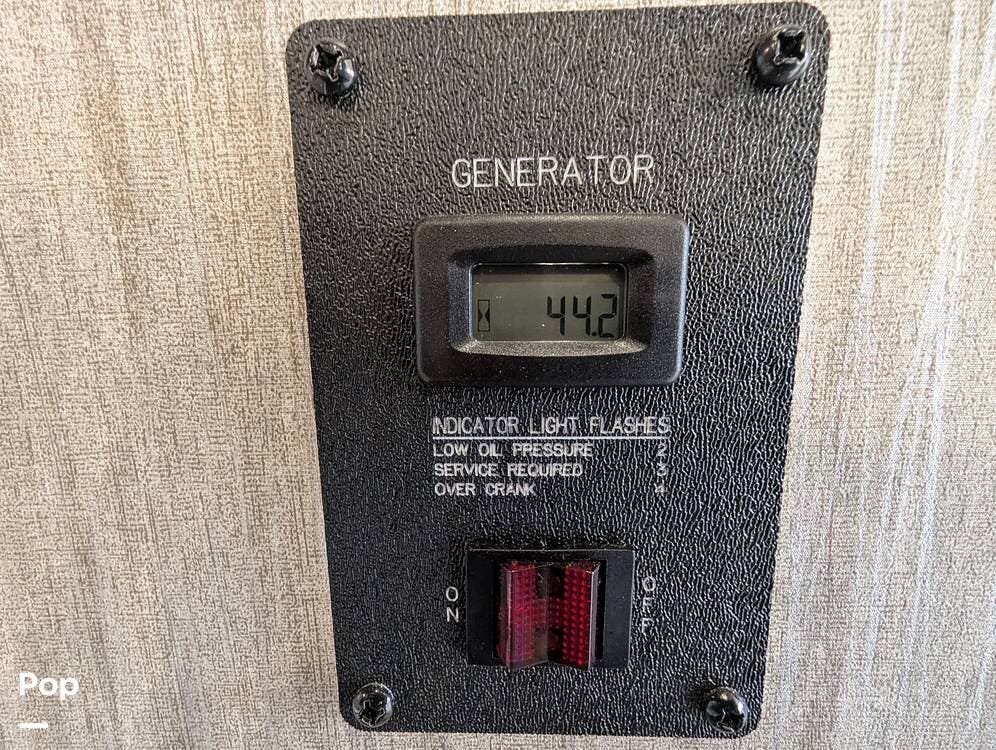 GENERATOR
44.2
INDICATOR LIGHT FLASHES
LOW OIL PRESSURE 2
SERVICE REQUIRED 3
OVER CRANK 4
ON
OFF
Pop